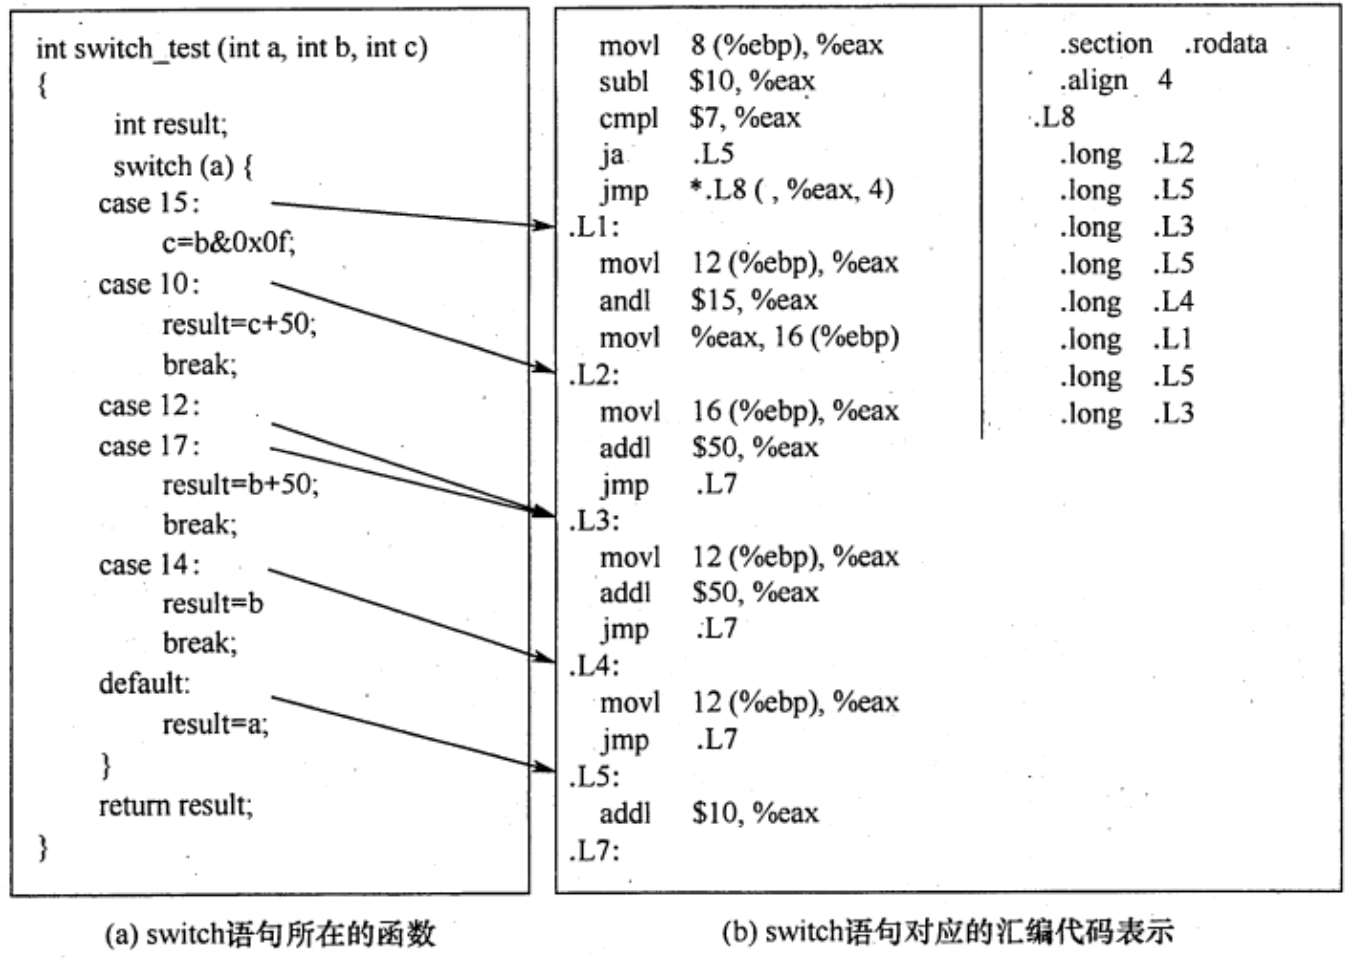 int switch_test (int a, int b, int c)
{
int result;
switch (a) {
case 15:
c=b&0x0f;
case 10:
result=c+50;
break;
case 12:
case 17:
result=b+50;
break;
case 14:
result=b
break;
default:
result=a;
}
return result;
}
movl 8 (%ebp), %eax
subl $10, %eax
cmpl $7, %eax
ja .L5
jmp *.L8 ( , %eax, 4)
.L1:
movl 12 (%ebp), %eax
andl $15, %eax
movl %eax, 16 (%ebp)
.L2:
movl 16 (%ebp), %eax
addl $50, %eax
jmp .L7
.L3:
movl 12 (%ebp), %eax
addl $50, %eax
jmp .L7
.L4:
movl 12 (%ebp), %eax
jmp .L7
.L5:
addl $10, %eax
.L7:
.section .rodata
.align 4
.L8
.long .L2
.long .L5
.long .L3
.long .L5
.long .L4
.long .L1
.long .L5
.long .L3
(a) switch语句所在的函数
(b) switch语句对应的汇编代码表示